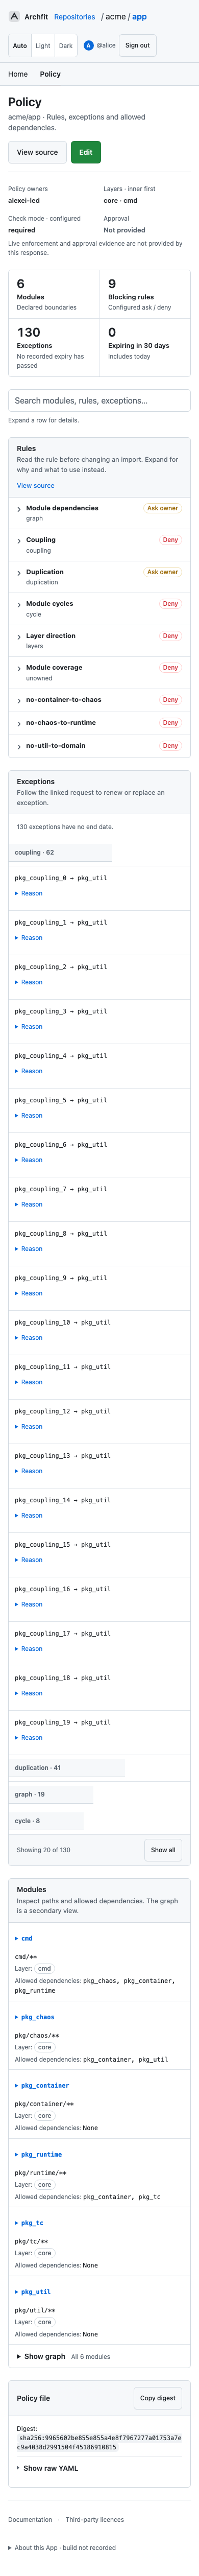 A Archfit Repositories / acme / app
Auto Light Dark A @alice Sign out
Home Policy
Policy
acme/app · Rules, exceptions and allowed
dependencies.
View source Edit
Policy owners Layers · inner first
alexei-led core · cmd
Check mode · configured Approval
required Not provided
Live enforcement and approval evidence are not provided by
this response.
6 9
Modules Blocking rules
Declared boundaries Configured ask / deny
130 0
Exceptions Expiring in 30 days
No recorded expiry has Includes today
passed
Search modules, rules, exceptions...
Expand a row for details.
Rules
Read the rule before changing an import. Expand for
why and what to use instead.
View source
Module dependencies Ask owner
graph
Coupling Deny
coupling
Duplication Ask owner
duplication
Module cycles Deny
cycle
Layer direction Deny
layers
Module coverage Deny
unowned
no-container-to-chaos Deny
no-chaos-to-runtime Deny
no-util-to-domain Deny
Exceptions
Follow the linked request to renew or replace an
exception.
130 exceptions have no end date.
coupling · 62
pkg_coupling_0 → pkg_util
Reason
pkg_coupling_1 → pkg_util
Reason
pkg_coupling_2 → pkg_util
Reason
pkg_coupling_3 → pkg_util
Reason
pkg_coupling_4 → pkg_util
Reason
pkg_coupling_5 → pkg_util
Reason
pkg_coupling_6 → pkg_util
Reason
pkg_coupling_7 → pkg_util
Reason
pkg_coupling_8 → pkg_util
Reason
pkg_coupling_9 → pkg_util
Reason
pkg_coupling_10 → pkg_util
Reason
pkg_coupling_11 → pkg_util
Reason
pkg_coupling_12 → pkg_util
Reason
pkg_coupling_13 → pkg_util
Reason
pkg_coupling_14 → pkg_util
Reason
pkg_coupling_15 → pkg_util
Reason
pkg_coupling_16 → pkg_util
Reason
pkg_coupling_17 → pkg_util
Reason
pkg_coupling_18 → pkg_util
Reason
pkg_coupling_19 → pkg_util
Reason
duplication · 41
graph · 19
cycle · 8
Showing 20 of 130 Show all
Modules
Inspect paths and allowed dependencies. The graph
is a secondary view.
cmd
cmd/**
Layer: cmd
Allowed dependencies: pkg_chaos, pkg_container,
pkg_runtime
pkg_chaos
pkg/chaos/**
Layer: core
Allowed dependencies: pkg_container, pkg_util
pkg_container
pkg/container/**
Layer: core
Allowed dependencies: None
pkg_runtime
pkg/runtime/**
Layer: core
Allowed dependencies: pkg_container, pkg_tc
pkg_tc
pkg/tc/**
Layer: core
Allowed dependencies: None
pkg_util
pkg/util/**
Layer: core
Allowed dependencies: None
Show graph All 6 modules
Policy file Copy digest
Digest:
sha256:9965602be855e855a4e8f7967277a01753a7e
c9a4038d2991504f45186910815
Show raw YAML
Documentation · Third-party licences
About this App · build not recorded